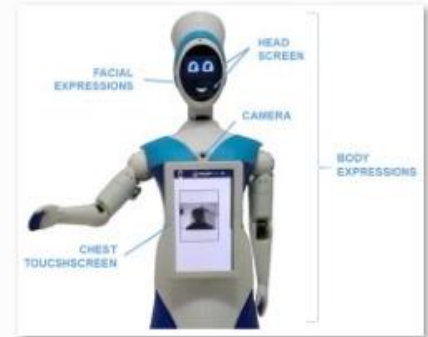 HEAD
SCREEN
FACIAL
EXPRESSIONS
CAMERA
BODY
EXPRESSIONS
CHEST
TOUCSHSCREEN